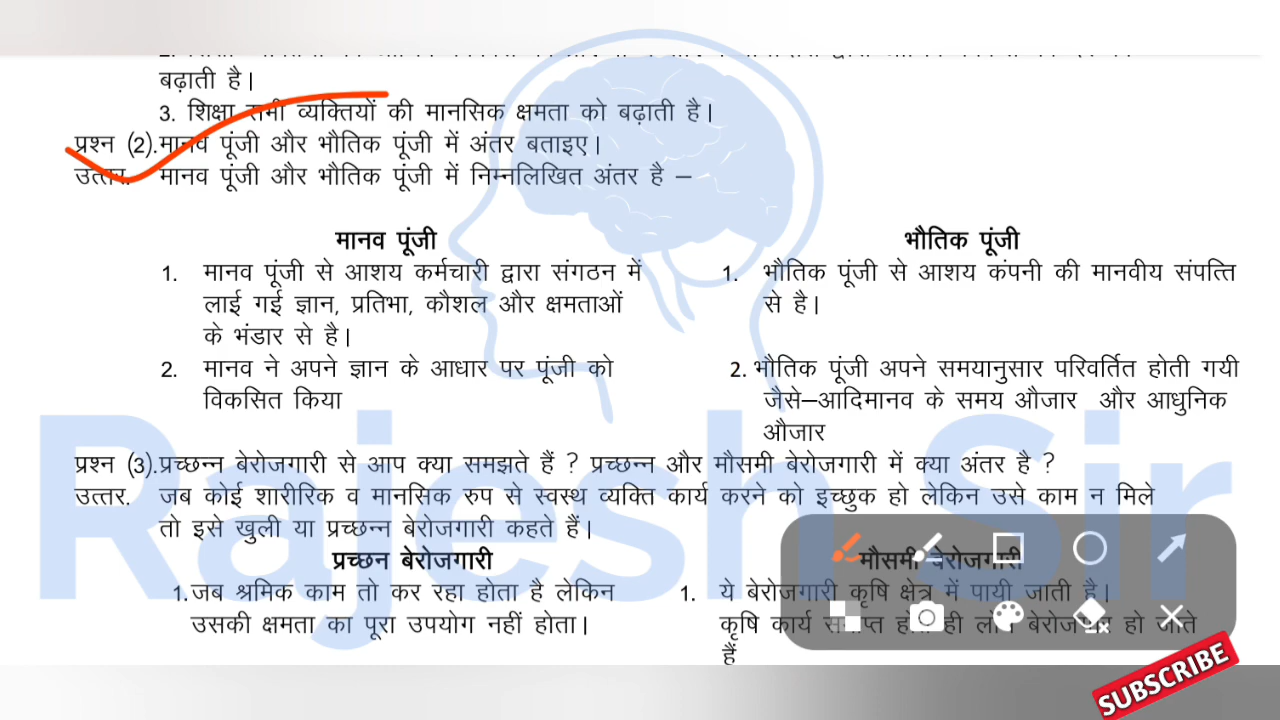 बढ़ाती है।
3. शिक्षा सभी व्यक्तियों की मानसिक क्षमता को बढ़ाती है।
प्रश्न (2).मानव पूंजी और भौतिक पूंजी में अंतर बताइए।
उत्तर. मानव पूंजी और भौतिक पूंजी में निम्नलिखित अंतर है –
मानव पूंजी
1. मानव पूंजी से आशय कर्मचारी द्वारा संगठन में
लाई गई ज्ञान, प्रतिभा, कौशल और क्षमताओं
के भंडार से है।
2. मानव ने अपने ज्ञान के आधार पर पूंजी को
विकसित किया
भौतिक पूंजी
1. भौतिक पूंजी से आशय कंपनी की मानवीय संपत्ति
से है।
2. भौतिक पूंजी अपने समयानुसार परिवर्तित होती गयी
जैसे–आदिमानव के समय औजार और आधुनिक
औजार
प्रश्न (3).प्रच्छन्न बेरोजगारी से आप क्या समझते हैं ? प्रच्छन्न और मौसमी बेरोजगारी में क्या अंतर है ?
उत्तर. जब कोई शारीरिक व मानसिक रुप से स्वस्थ व्यक्ति कार्य करने को इच्छुक हो लेकिन उसे काम न मिले
तो इसे खुली या प्रच्छन्न बेरोजगारी कहते हैं।
प्रच्छन बेरोजगारी
1. जब श्रमिक काम तो कर रहा होता है लेकिन
उसकी क्षमता का पूरा उपयोग नहीं होता।
मौसमी बेरोजगारी
1. ये बेरोजगारी कृषि क्षेत्र में पायी जाती है।
कृषि कार्य समाप्त होते ही लोग बेरोजगार हो जाते
हैं
Rajesh Sir
SUBSCRIBE